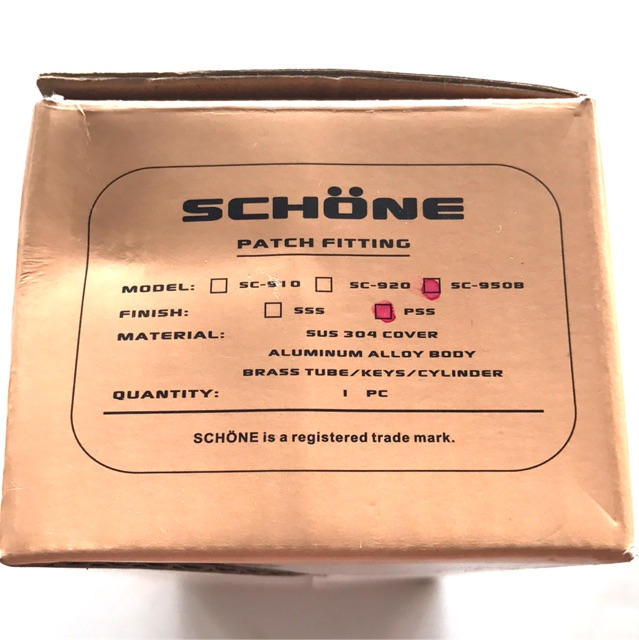 SCHÖNE
PATCH FITTING
MODEL: SC-910 SC-920 SC-950B
FINISH: SSS PSS
MATERIAL: SUS 304 COVER
ALUMINUM ALLOY BODY
BRASS TUBE/KEYS/CYLINDER
QUANTITY: 1 PC
SCHÖNE is a registered trade mark.